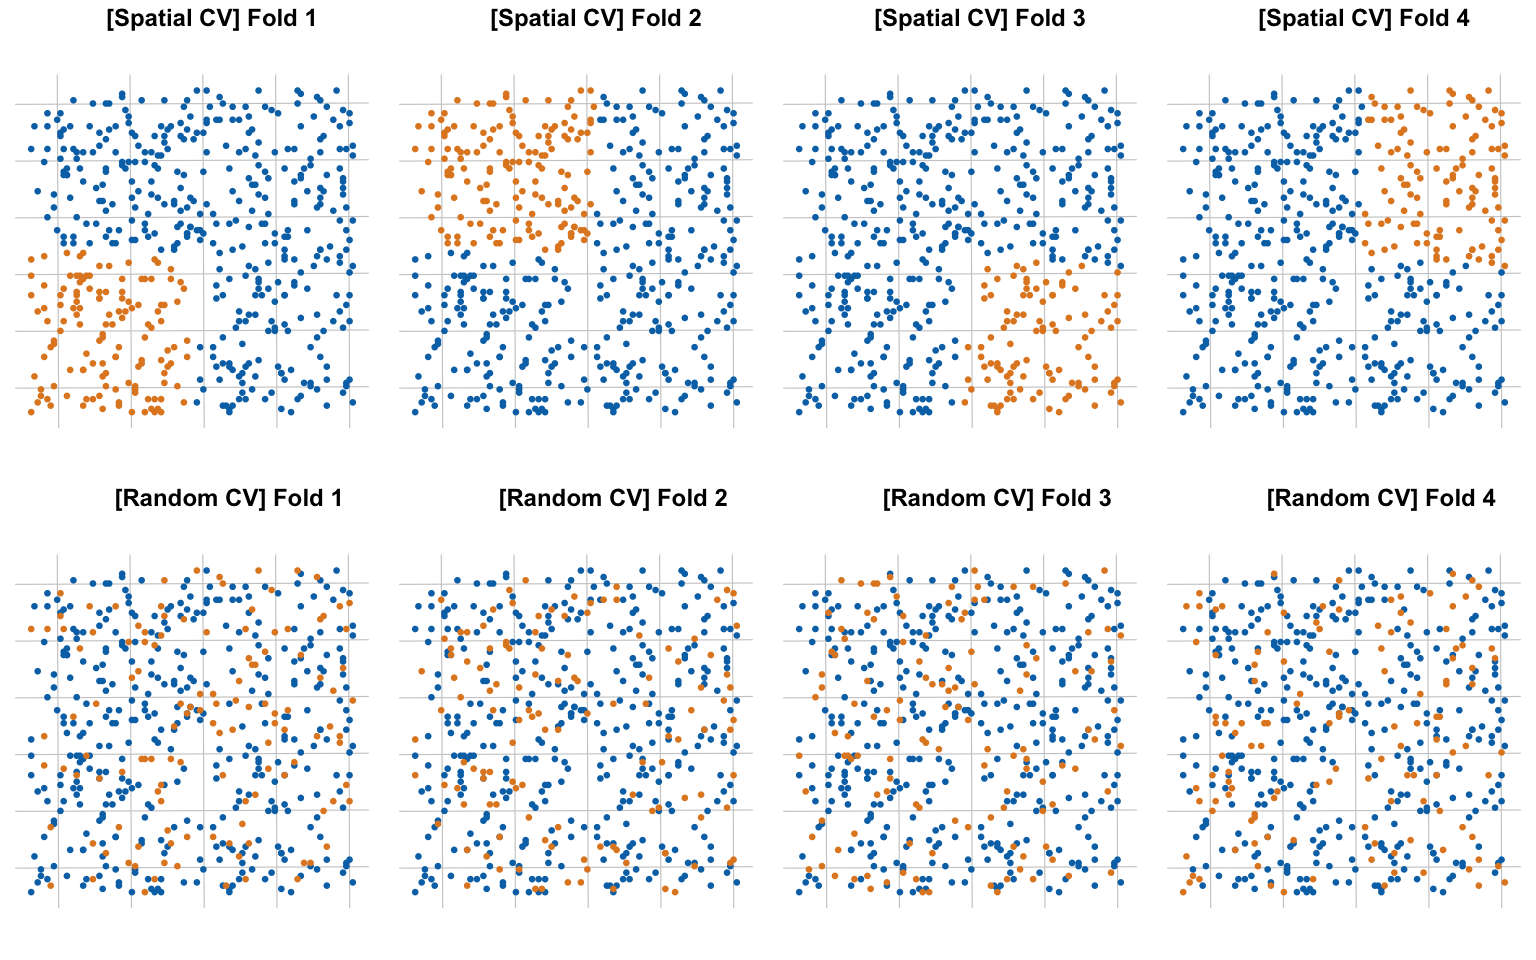 [Spatial CV] Fold 1
[Spatial CV] Fold 2
[Spatial CV] Fold 3
[Spatial CV] Fold 4
[Random CV] Fold 1
[Random CV] Fold 2
[Random CV] Fold 3
[Random CV] Fold 4